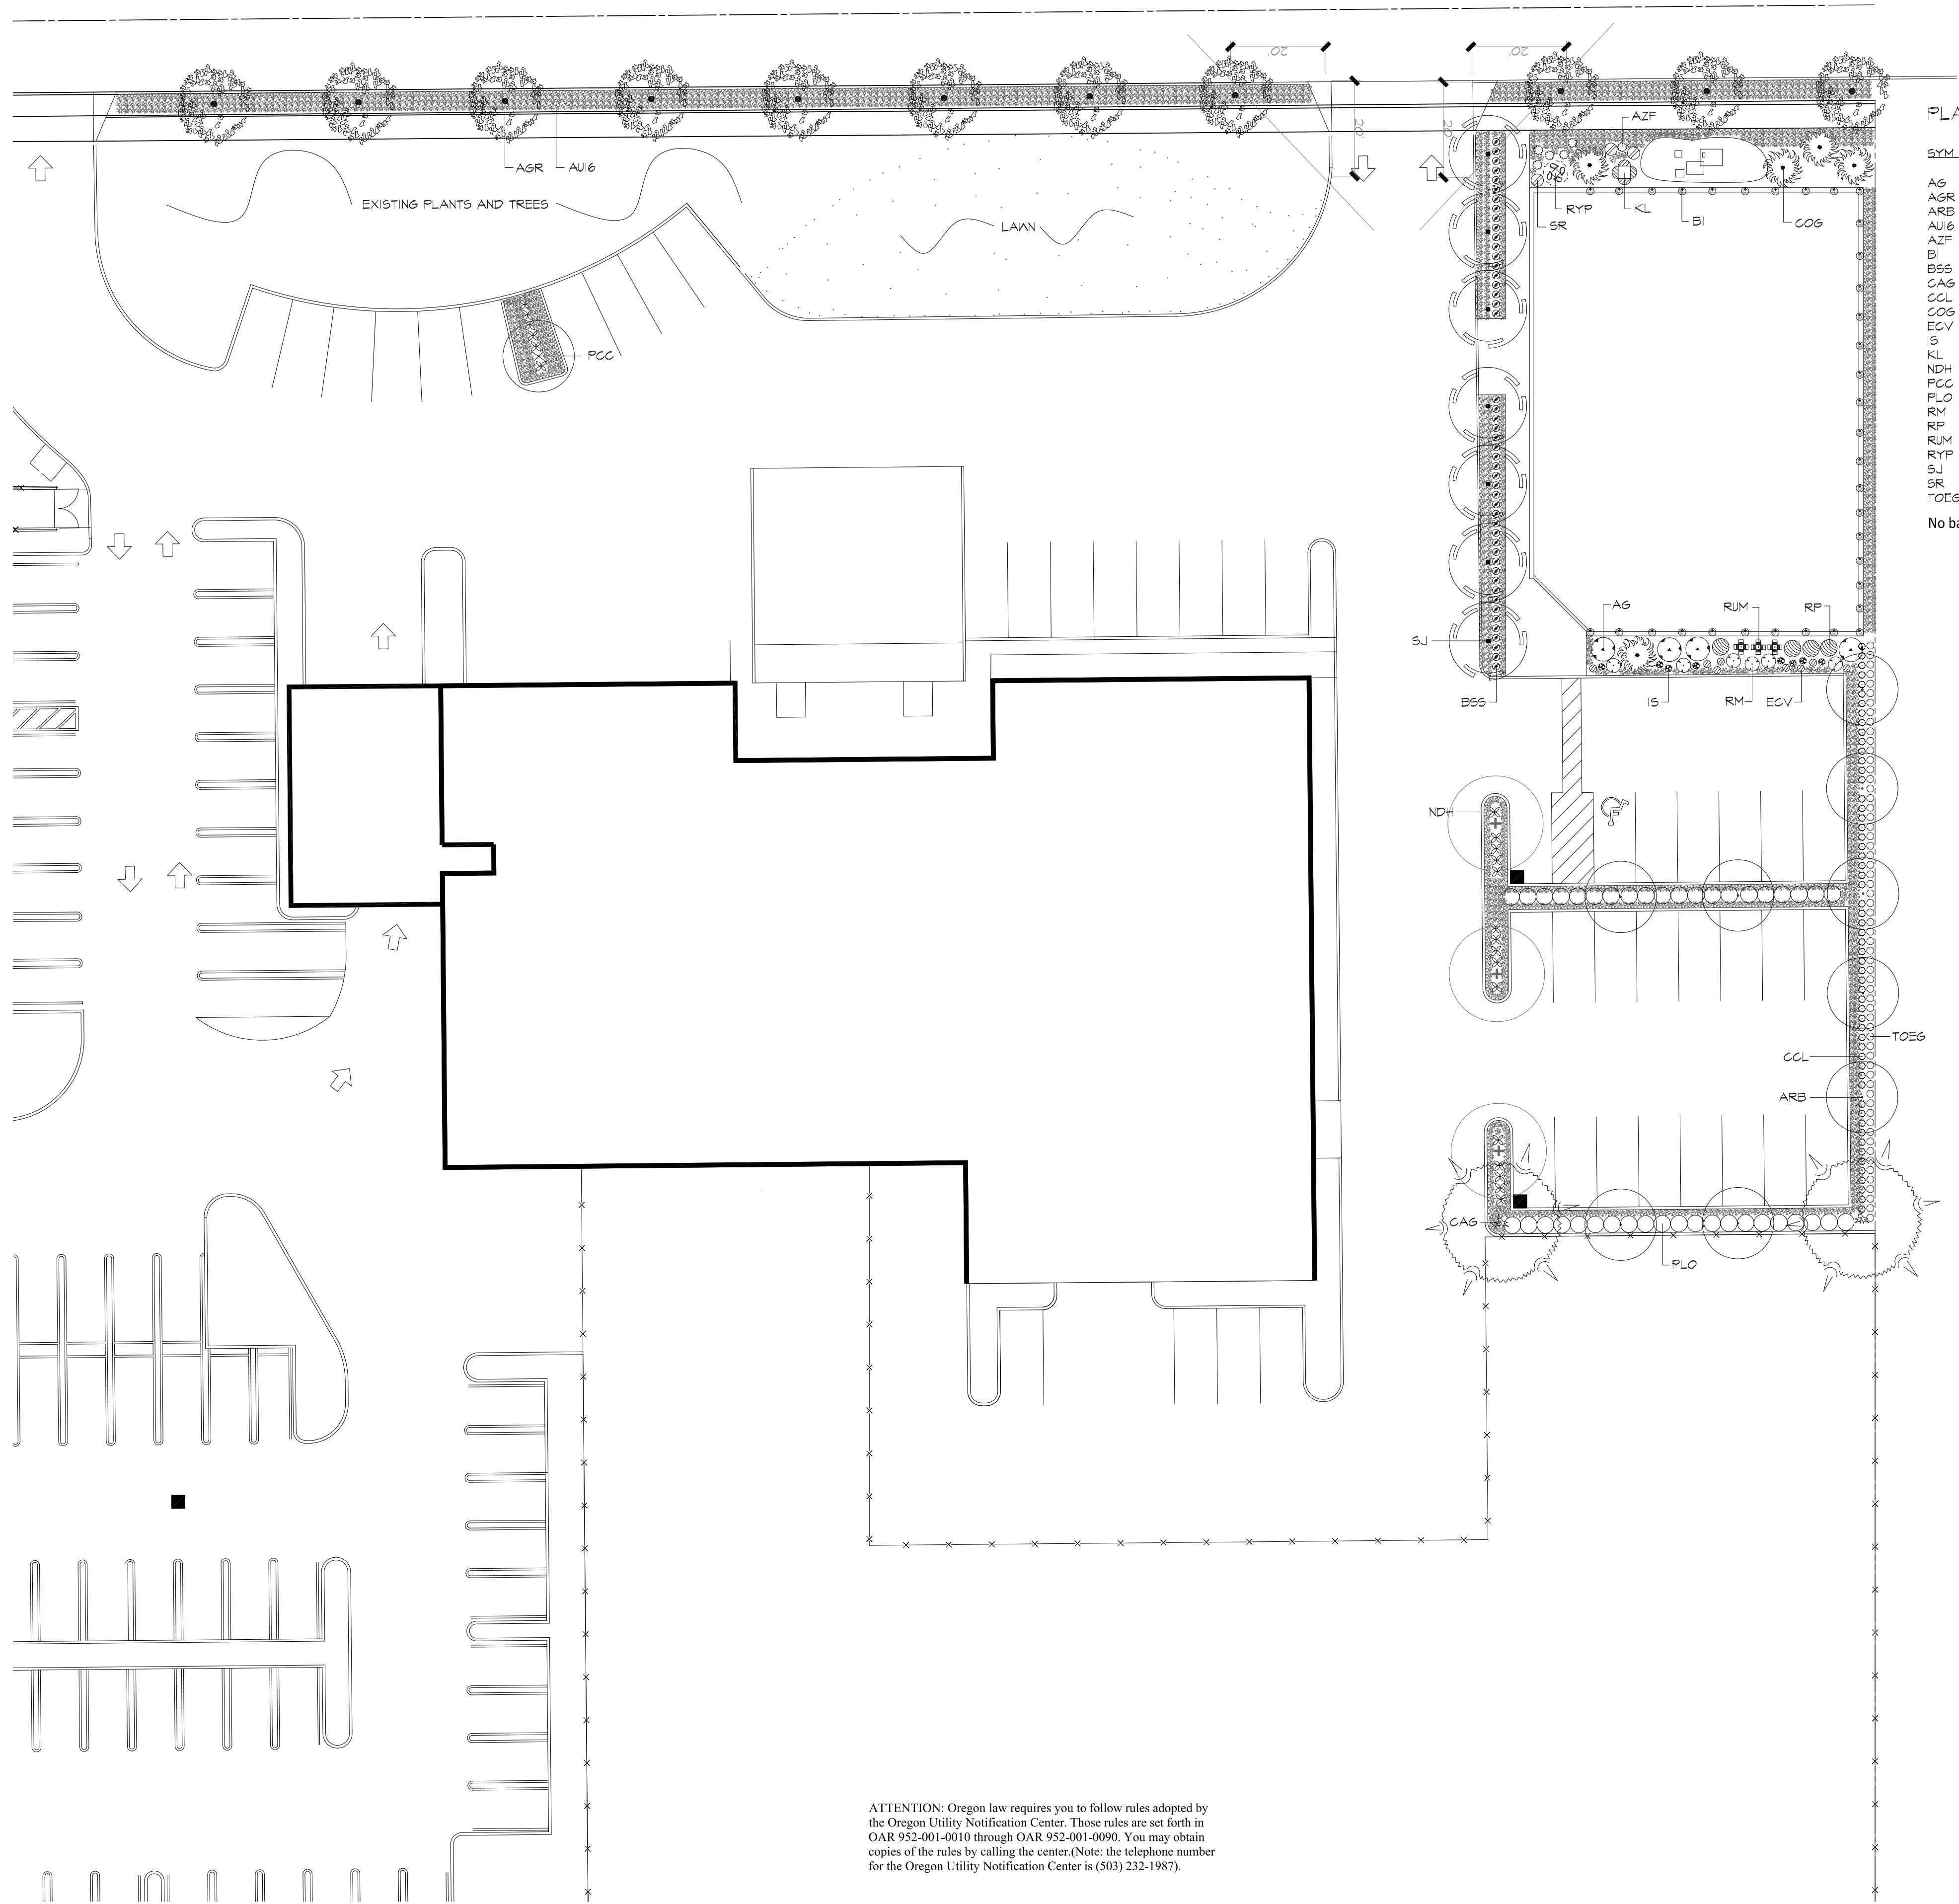 20'
20'
AZF
PLA
20'
20'
SYM.
AGR
AUI6
AG
AGR
EXISTING PLANTS AND TREES
RYP
KL
ARB
LAWN
SR
BI
COG
AUI6
AZF
BI
BSS
CAG
CCL
COG
ECV
IS
PCC
KL
NDH
PCC
PLO
RM
RP
RUM
RYP
SJ
SR
TOEG
No ba
AG
RUM
RP
SJ
BSS
IS
RM
ECV
NDH
TOEG
CCL
ARB
CAG
PLO
ATTENTION: Oregon law requires you to follow rules adopted by
the Oregon Utility Notification Center. Those rules are set forth in
OAR 952-001-0010 through OAR 952-001-0090. You may obtain
copies of the rules by calling the center.(Note: the telephone number
for the Oregon Utility Notification Center is (503) 232-1987).